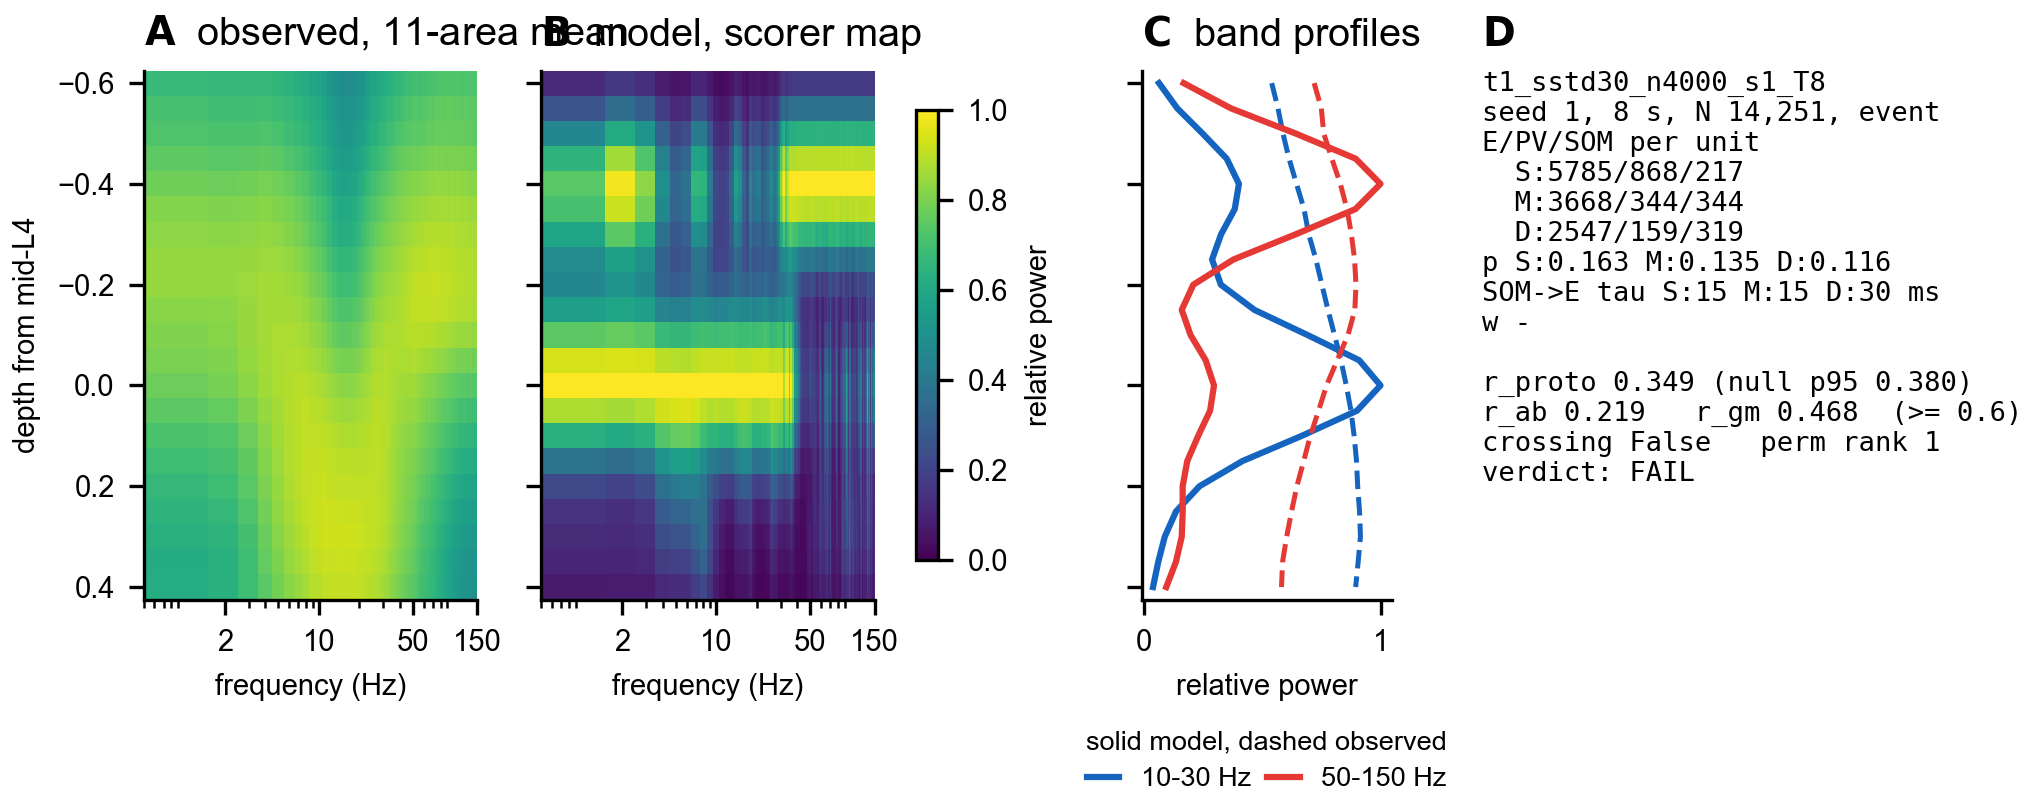 A observed, 11-area mean
B model, scorer map
C band profiles
D
−0.6
−0.4
−0.2
0.0
0.2
0.4
depth from mid-L4
2 10 50 150
frequency (Hz)
2 10 50 150
frequency (Hz)
1.0
0.8
0.6
0.4
0.2
0.0
relative power
0 1
relative power
solid model, dashed observed
10-30 Hz 50-150 Hz
t1_sstd30_n4000_s1_T8
seed 1, 8 s, N 14,251, event
E/PV/SOM per unit
S:5785/868/217
M:3668/344/344
D:2547/159/319
p S:0.163 M:0.135 D:0.116
SOM->E tau S:15 M:15 D:30 ms
w -
r_proto 0.349 (null p95 0.380)
r_ab 0.219 r_gm 0.468 (>= 0.6)
crossing False perm rank 1
verdict: FAIL